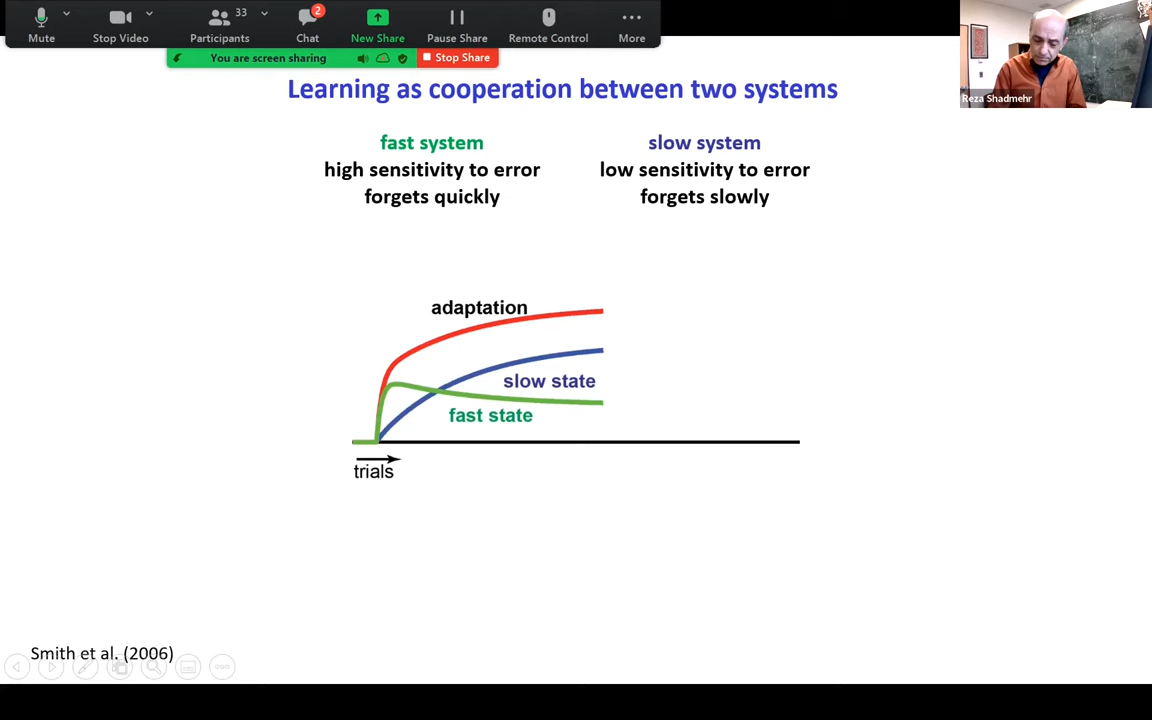 Mute
Stop Video
Participants
33
Chat
2
New Share
Pause Share
Remote Control
More
You are screen sharing
Stop Share
Reza Shadmehr
Learning as cooperation between two systems
fast system
high sensitivity to error
forgets quickly
slow system
low sensitivity to error
forgets slowly
adaptation
slow state
fast state
trials
Smith et al. (2006)